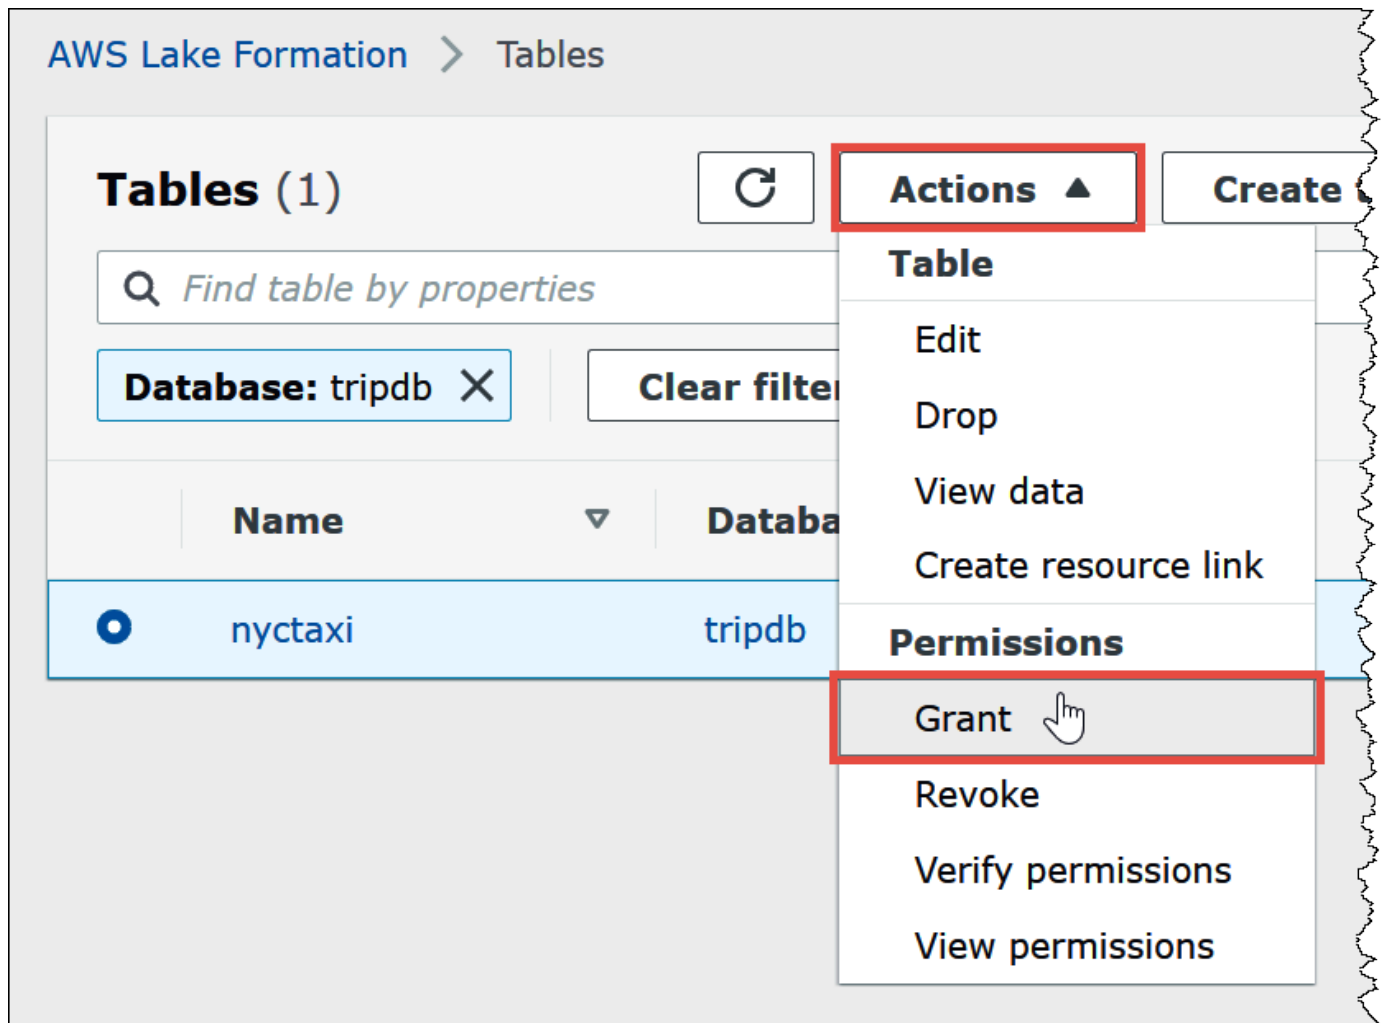 AWS Lake Formation > Tables
Tables (1)
Actions ▲
Create
Find table by properties
Database: tripdb ✕
Clear filter
Table
Edit
Drop
View data
Create resource link
Permissions
Grant
Revoke
Verify permissions
View permissions
Name
Databa
nyctaxi
tripdb